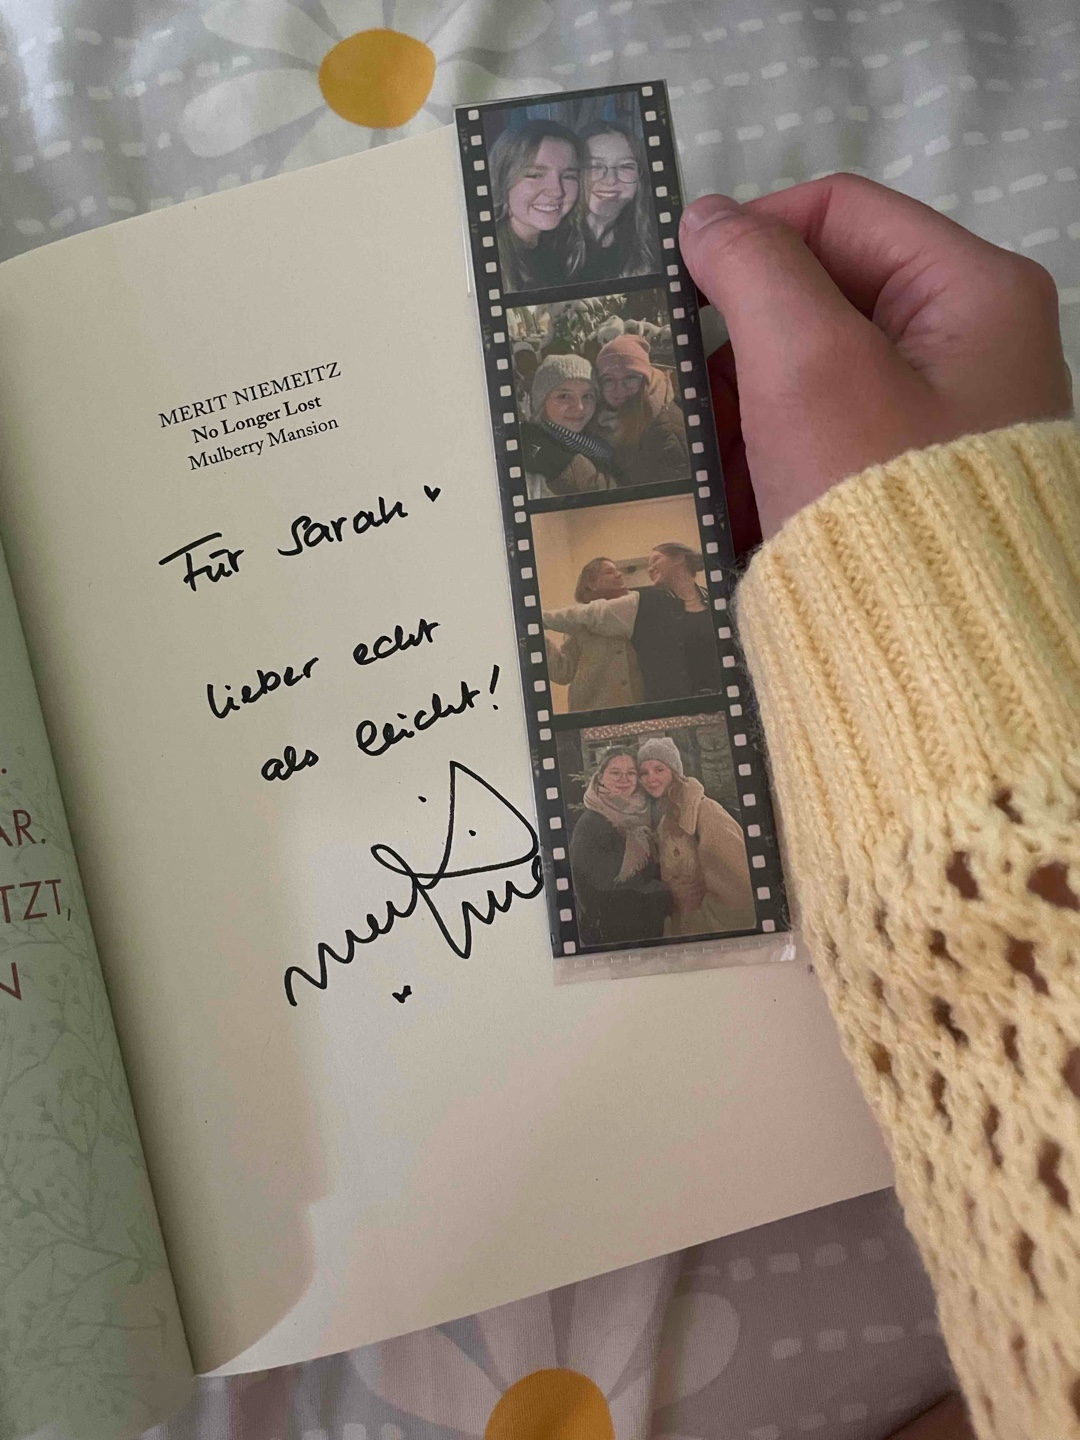 AR.
TZT,
MERIT NIEMEITZ
No Longer Lost
Mulberry Mansion
Für Sarah
lieber echt
als leicht!